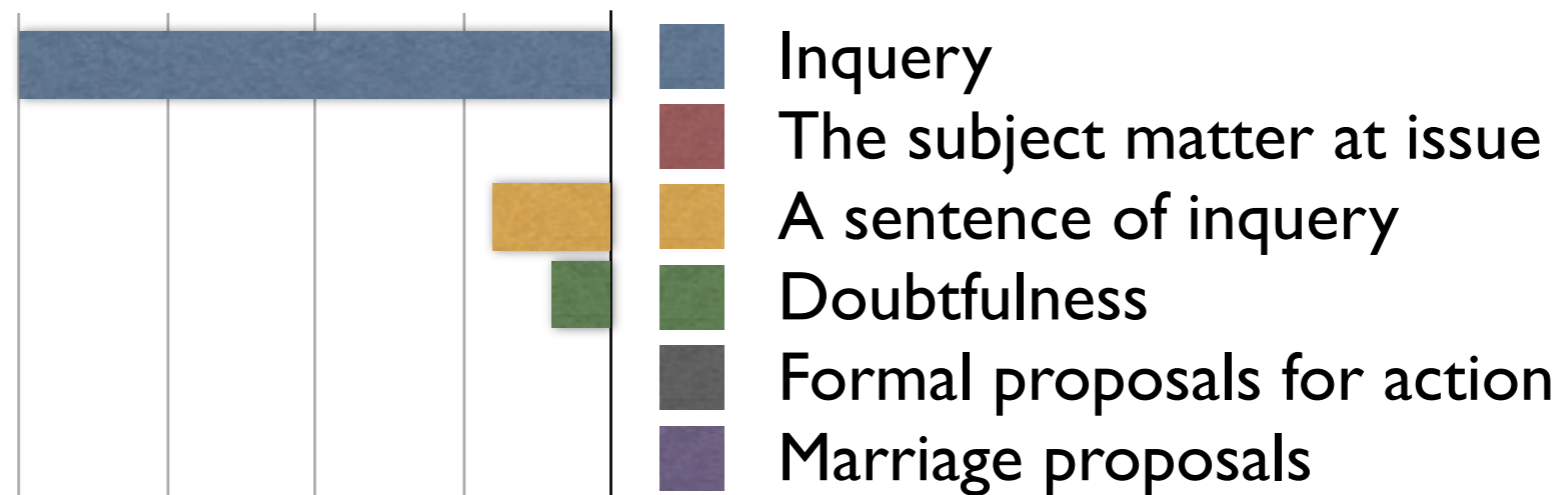 Inquery
The subject matter at issue
A sentence of inquery
Doubtfulness
Formal proposals for action
Marriage proposals